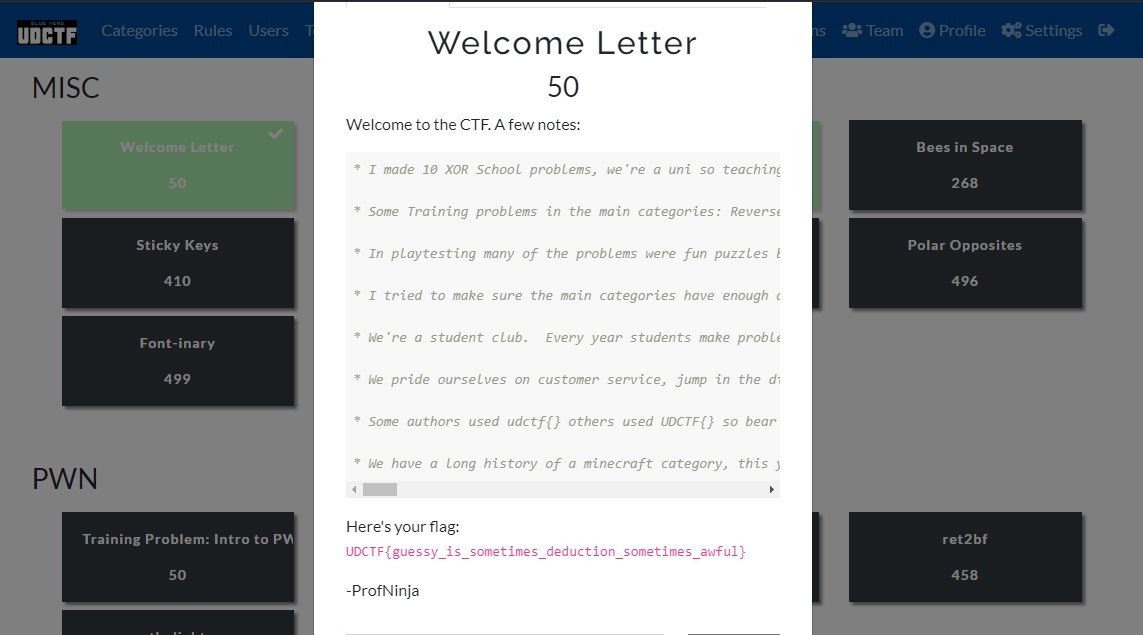 BLUE HENS
UDCTF
Categories
Rules
Users
Team
Profile
Settings
MISC
Welcome Letter
50
Sticky Keys
410
Font-inary
499
Bees in Space
268
Polar Opposites
496
Welcome Letter
50
Welcome to the CTF. A few notes:
* I made 10 XOR School problems, we're a uni so teaching
* Some Training problems in the main categories: Reverse
* In playtesting many of the problems were fun puzzles
* I tried to make sure the main categories have enough
* We're a student club.  Every year students make proble
* We pride ourselves on customer service, jump in the
* Some authors used udctf{} others used UDCTF{} so bear
* We have a long history of a minecraft category, this
Here's your flag:
UDCTF{guessy_is_sometimes_deduction_sometimes_awful}
-ProfNinja
PWN
Training Problem: Intro to PW
50
ret2bf
458